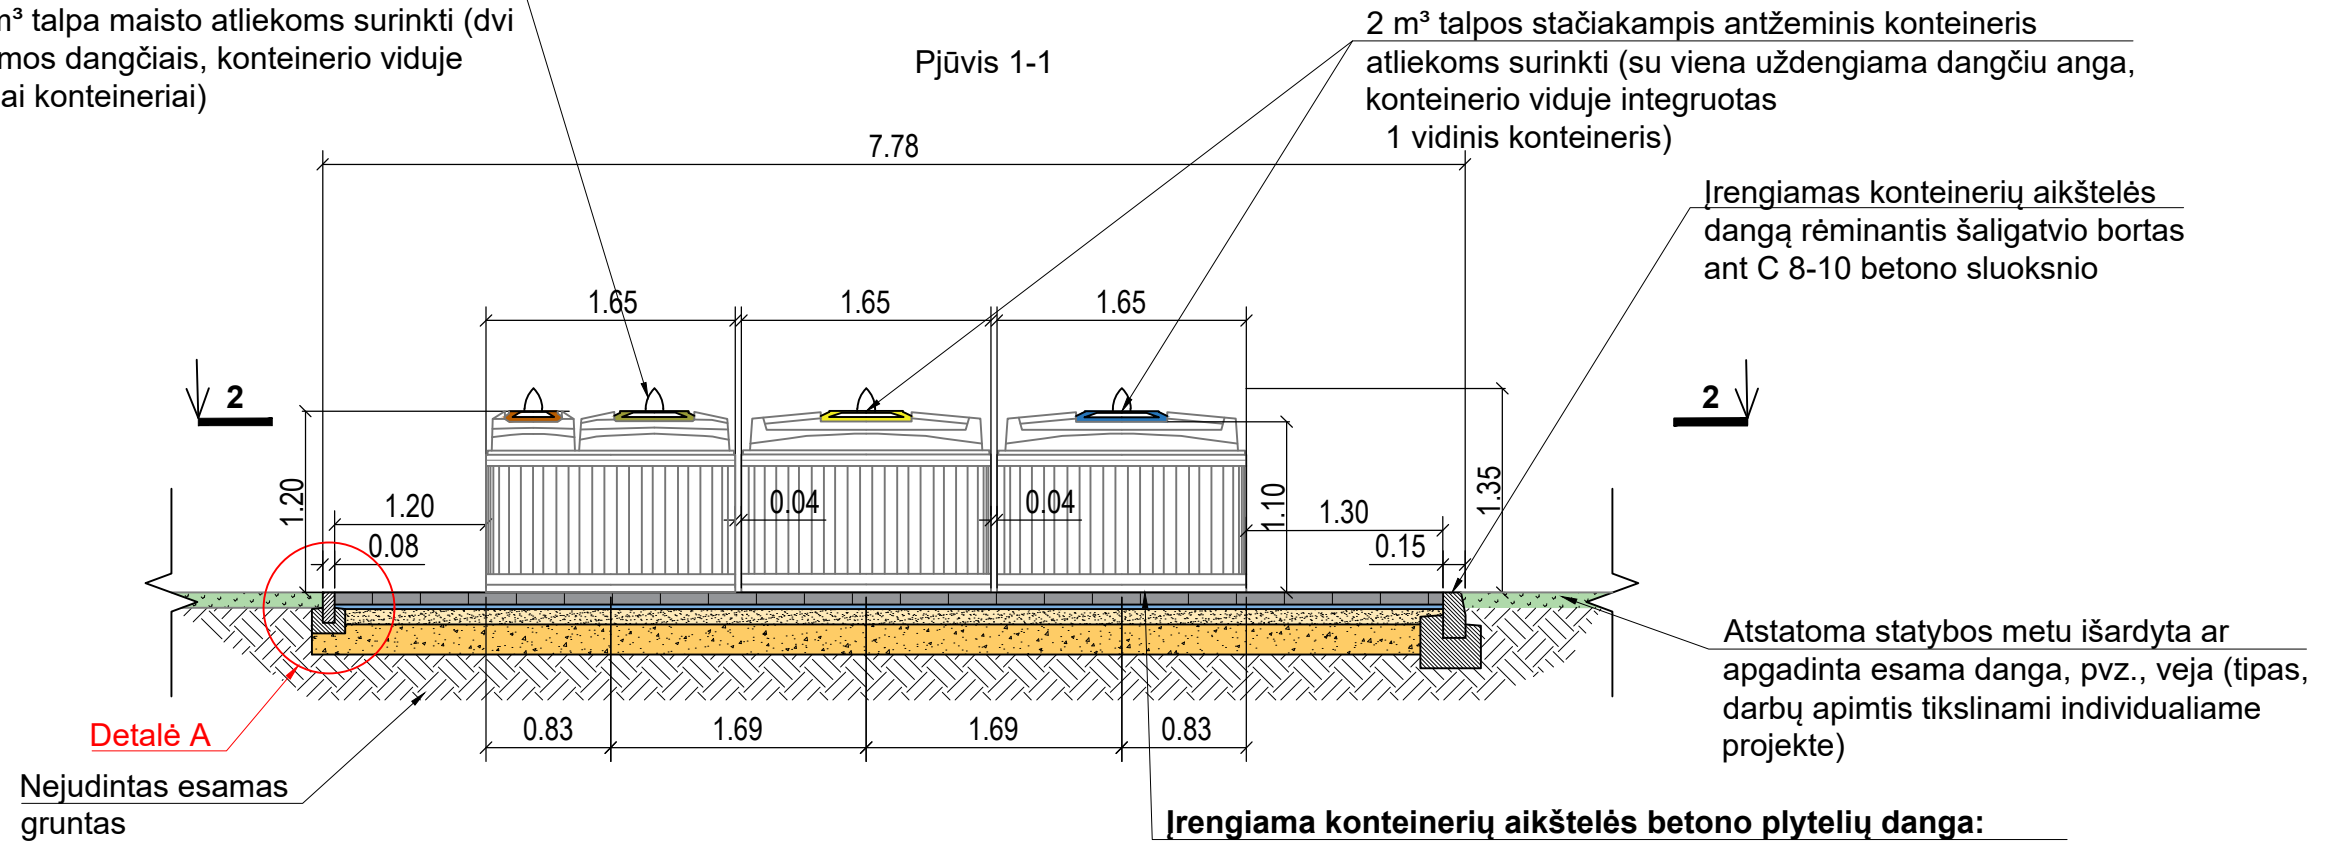 m³ talpa maisto atliekoms surinkti (dvi
mos dangčiais, konteinerio viduje
ai konteineriai)
Pjūvis 1-1
2 m³ talpos stačiakampis antžeminis konteineris
atliekoms surinkti (su viena uždengiama dangčiu anga,
konteinerio viduje integruotas
1 vidinis konteineris)
7.78
Įrengiamas konteinerių aikštelės
dangą rėminantis šaligatvio bortas
ant C 8-10 betono sluoksnio
1.65
1.65
1.65
2
2
1.20
1.20
0.08
0.04
0.04
1.10
1.30
0.15
1.35
Atstatoma statybos metu išardyta ar
apgadinta esama danga, pvz., veja (tipas,
darbų apimtis tikslinami individualiame
projekte)
Detalė A
0.83
1.69
1.69
0.83
Nejudintas esamas
gruntas
Įrengiama konteinerių aikštelės betono plytelių danga: